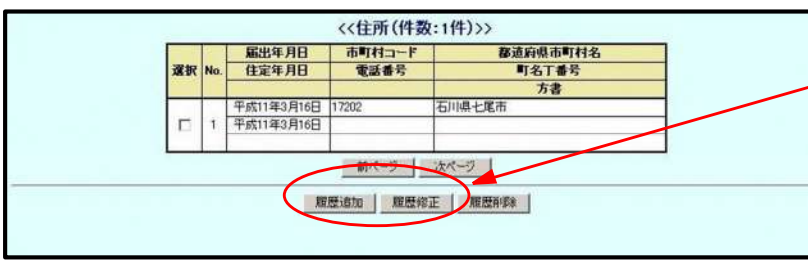 <<住所(件数:1件)>>
選択 No. 届出年月日 市町村コード 都道府県市町村名
住定年月日 電話番号 町名丁番号
方書
平成11年3月16日 17202 石川県七尾市
1 平成11年3月16日
前ページ 次ページ
履歴追加 履歴修正 履歴削除